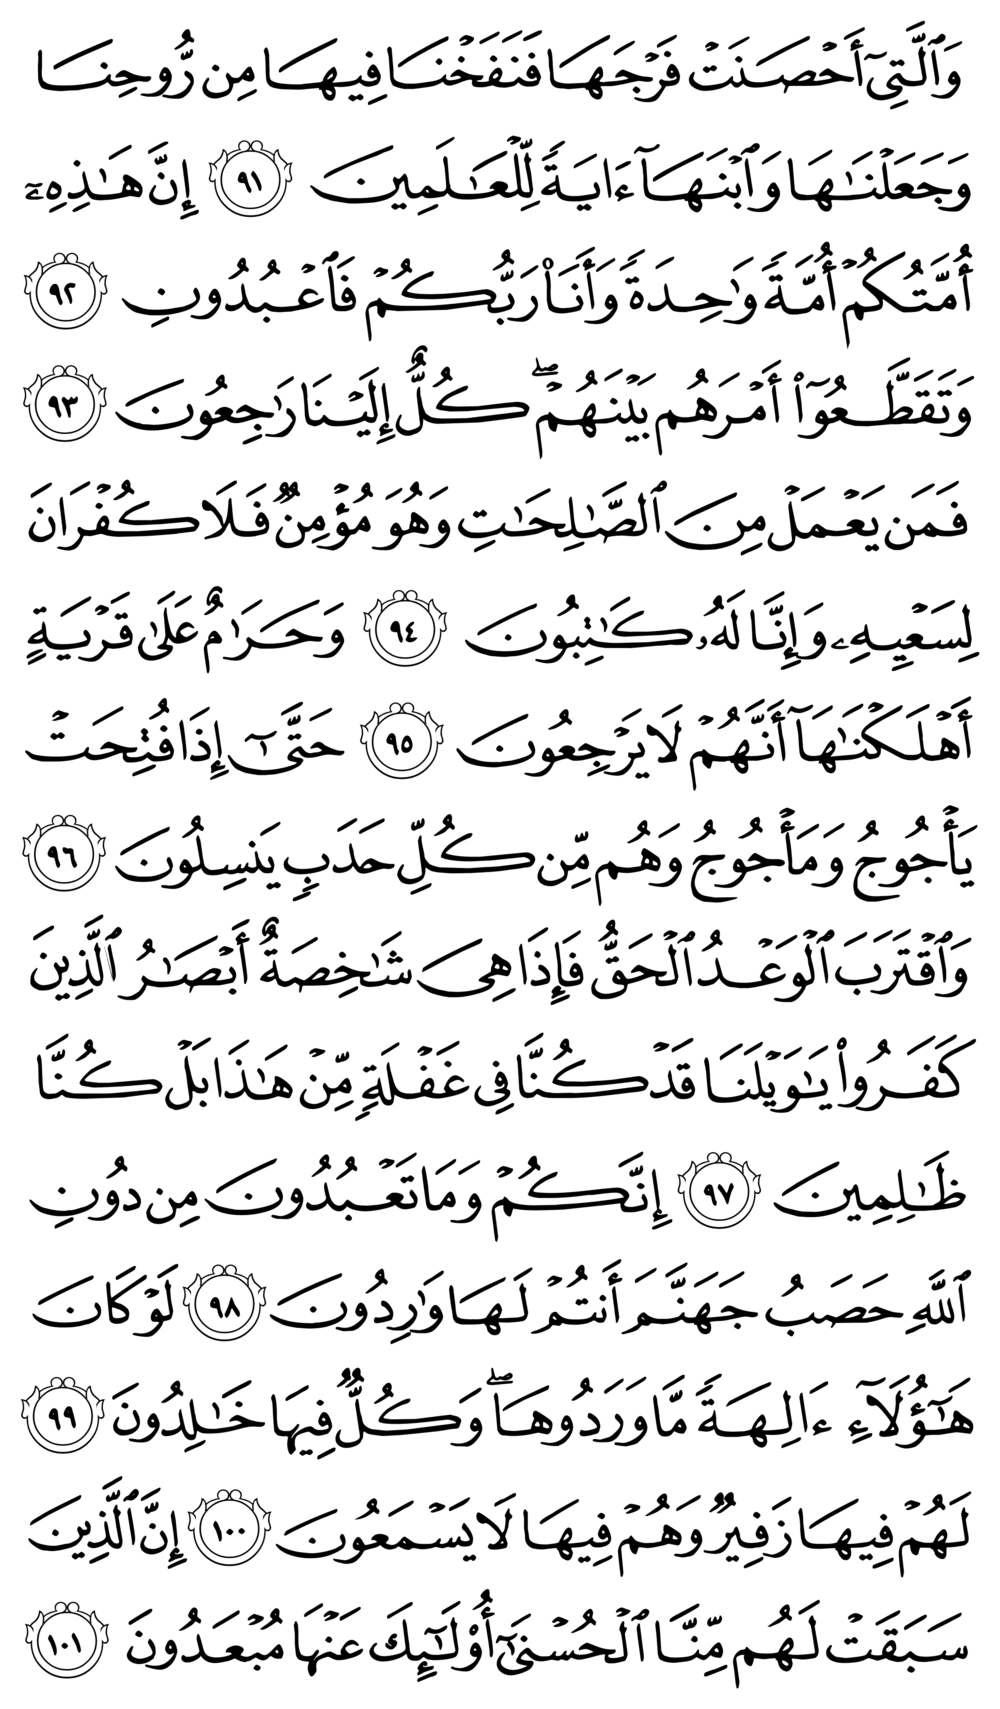 وَٱلَّتِىٓ أَحْصَنَتْ فَرْجَهَا فَنَفَخْنَا فِيهَا مِن رُّوحِنَا
وَجَعَلْنَٰهَا وَٱبْنَهَآ ءَايَةً لِّلْعَٰلَمِينَ ٩١ إِنَّ هَٰذِهِۦٓ
أُمَّتُكُمْ أُمَّةً وَٰحِدَةً وَأَنَا۠ رَبُّكُمْ فَٱعْبُدُونِ ٩٢
وَتَقَطَّعُوٓا۟ أَمْرَهُم بَيْنَهُمْ ۖ كُلٌّ إِلَيْنَا رَٰجِعُونَ ٩٣
فَمَن يَعْمَلْ مِنَ ٱلصَّٰلِحَٰتِ وَهُوَ مُؤْمِنٌ فَلَا كُفْرَانَ
لِسَعْيِهِۦ وَإِنَّا لَهُۥ كَٰتِبُونَ ٩٤ وَحَرَٰمٌ عَلَىٰ قَرْيَةٍ
أَهْلَكْنَٰهَآ أَنَّهُمْ لَا يَرْجِعُونَ ٩٥ حَتَّىٰٓ إِذَا فُتِحَتْ
يَأْجُوجُ وَمَأْجُوجُ وَهُم مِّن كُلِّ حَدَبٍ يَنسِلُونَ ٩٦
وَٱقْتَرَبَ ٱلْوَعْدُ ٱلْحَقُّ فَإِذَا هِىَ شَٰخِصَةٌ أَبْصَٰرُ ٱلَّذِينَ
كَفَرُوا۟ يَٰوَيْلَنَا قَدْ كُنَّا فِى غَفْلَةٍ مِّنْ هَٰذَا بَلْ كُنَّا
ظَٰلِمِينَ ٩٧ إِنَّكُمْ وَمَا تَعْبُدُونَ مِن دُونِ
ٱللَّهِ حَصَبُ جَهَنَّمَ أَنتُمْ لَهَا وَٰرِدُونَ ٩٨ لَوْ كَانَ
هَٰٓؤُلَآءِ ءَالِهَةً مَّا وَرَدُوهَا ۖ وَكُلٌّ فِيهَا خَٰلِدُونَ ٩٩
لَهُمْ فِيهَا زَفِيرٌ وَهُمْ فِيهَا لَا يَسْمَعُونَ ١٠٠ إِنَّ ٱلَّذِينَ
سَبَقَتْ لَهُم مِّنَّا ٱلْحُسْنَىٰٓ أُو۟لَٰٓئِكَ عَنْهَا مُبْعَدُونَ ١٠١